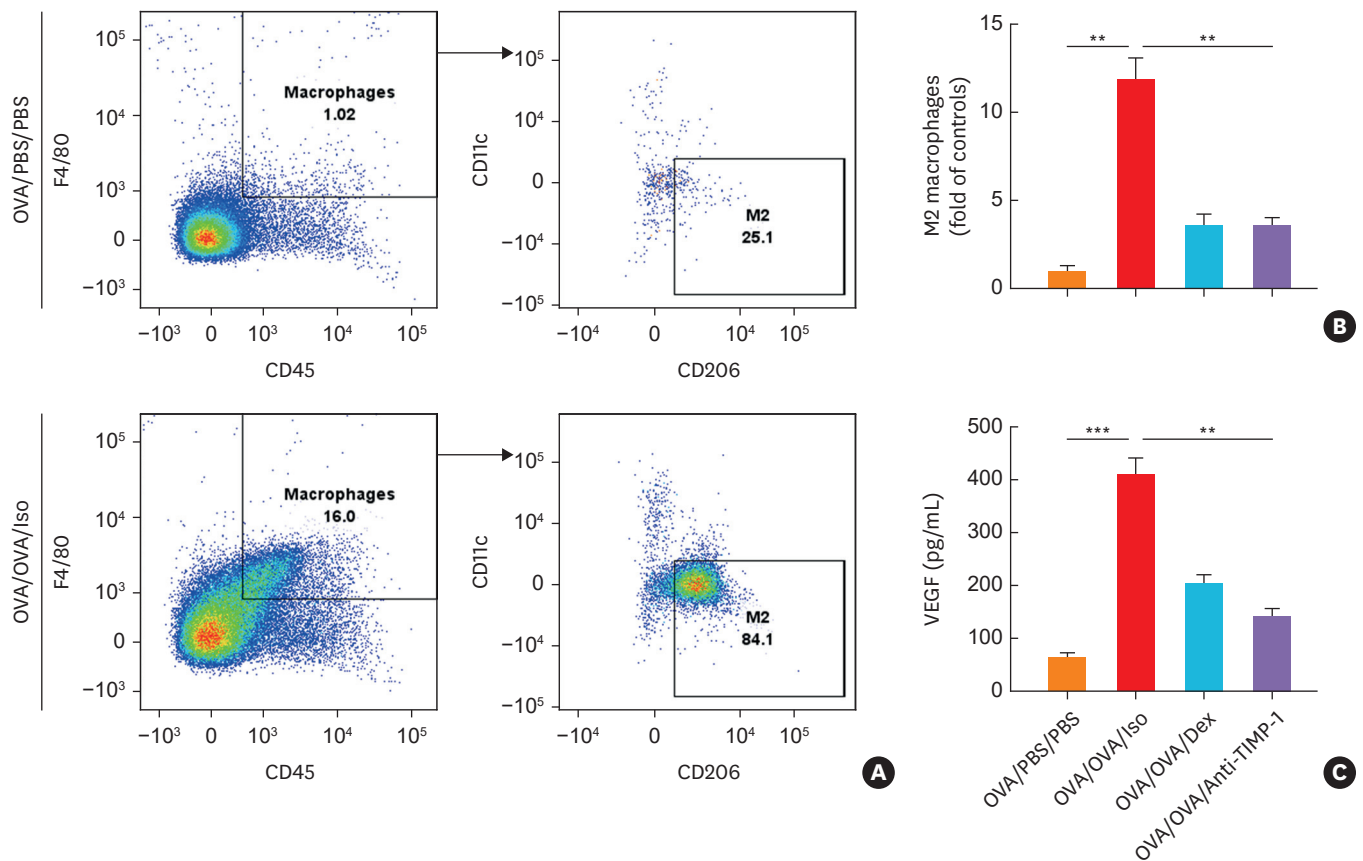 OVA/PBS/PBS
F4/80
10⁵
10⁴
10³
0
−10³
Macrophages
1.02
−10³ 0 10³ 10⁴ 10⁵
CD45
CD11c
10⁵
10⁴
0
−10⁴
−10⁵
M2
25.1
−10⁴ 0 10⁴ 10⁵
CD206
M2 macrophages
(fold of controls)
15
10
5
0
** **
B
OVA/OVA/Iso
F4/80
10⁵
10⁴
10³
0
−10³
Macrophages
16.0
−10³ 0 10³ 10⁴ 10⁵
CD45
CD11c
10⁵
10⁴
0
−10⁴
−10⁵
M2
84.1
−10⁴ 0 10⁴ 10⁵
CD206
A
VEGF (pg/mL)
500
400
300
200
100
0
*** **
OVA/PBS/PBS
OVA/OVA/Iso
OVA/OVA/Dex
OVA/OVA/Anti-TIMP-1
C